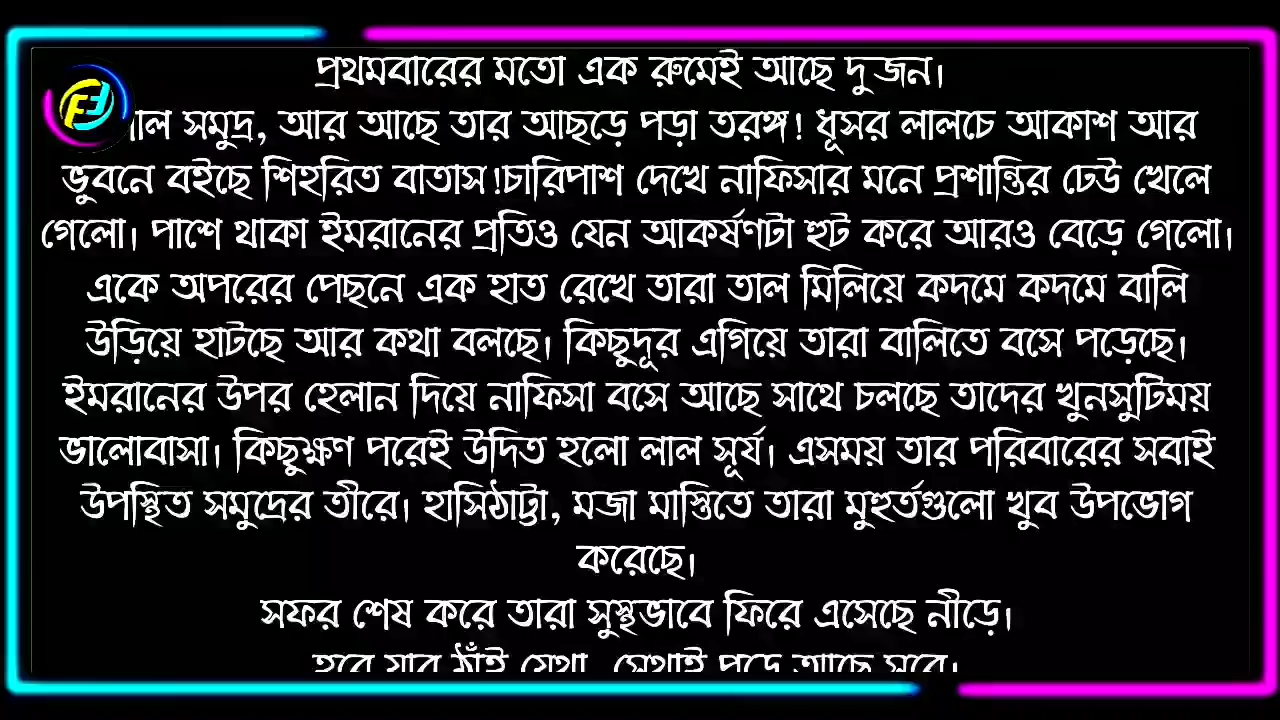 প্রথমবারের মতো এক রুমেই আছে দু'জন।
সমুদ্র, আর আছে তার আছড়ে পড়া তরঙ্গ! ধূসর লালচে আকাশ আর
ভুবনে বইছে শিহরিত বাতাস!চারিপাশ দেখে নাফিসার মনে প্রশান্তির ঢেউ খেলে
গেলো। পাশে থাকা ইমরানের প্রতিও যেন আকর্ষণটা হুট করে আরও বেড়ে গেলো।
একে অপরের পেছনে এক হাত রেখে তারা তাল মিলিয়ে কদমে কদমে বালি
উড়িয়ে হাটছে আর কথা বলছে। কিছুদূর এগিয়ে তারা বালিতে বসে পড়েছে।
ইমরানের উপর হেলান দিয়ে নাফিসা বসে আছে সাথে চলছে তাদের খুনসুটিময়
ভালোবাসা। কিছুক্ষণ পরেই উদিত হলো লাল সূর্য। এসময় তার পরিবারের সবাই
উপস্থিত সমুদ্রের তীরে। হাসিঠাট্টা, মজা মাস্তিতে তারা মুহুর্তগুলো খুব উপভোগ
করেছে।
সফর শেষ করে তারা সুস্থভাবে ফিরে এসেছে নীড়ে।
যার ঠাঁই যেথা, সেথাই পড়ে আছে সবে।